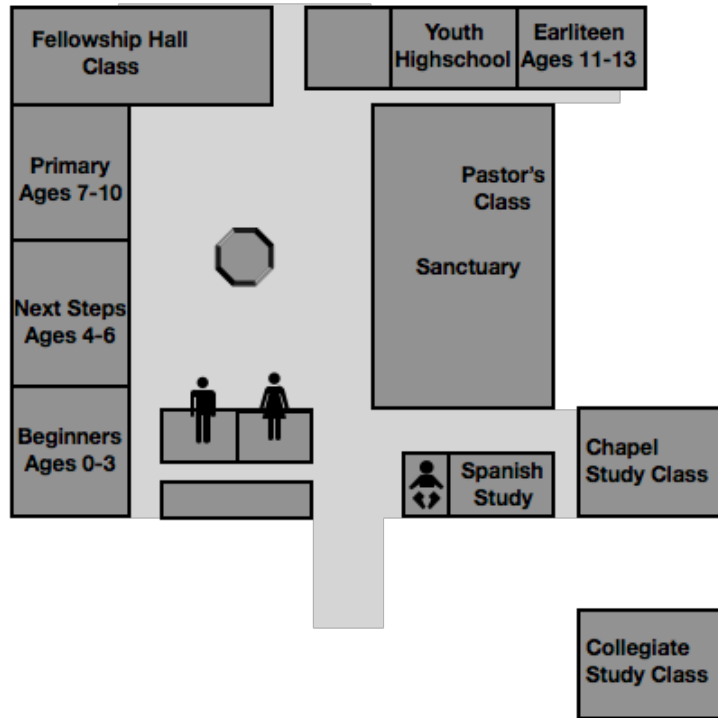 Fellowship Hall
Class
Youth
Highschool
Earliteen
Ages 11-13
Primary
Ages 7-10
Pastor's
Class
Sanctuary
Next Steps
Ages 4-6
Beginners
Ages 0-3
Spanish
Study
Chapel
Study Class
Collegiate
Study Class